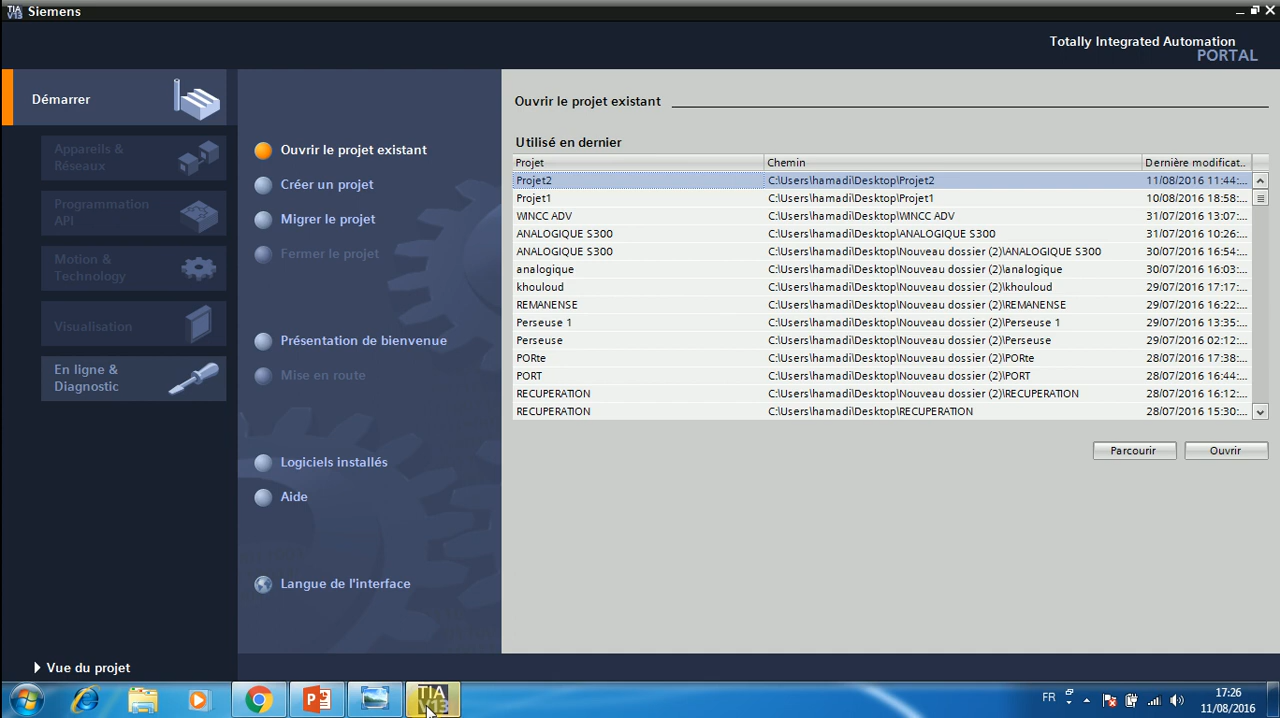 TIA V13 Siemens
Totally Integrated Automation
PORTAL
Démarrer
Appareils &
Réseaux
Programmation
API
Motion &
Technology
Visualisation
En ligne &
Diagnostic
Vue du projet
Ouvrir le projet existant
Créer un projet
Migrer le projet
Fermer le projet
Présentation de bienvenue
Mise en route
Logiciels installés
Aide
Langue de l'interface
Ouvrir le projet existant
Utilisé en dernier
Projet Chemin Dernière modificat..
Projet2 C:\Users\hamadi\Desktop\Projet2 11/08/2016 11:44:...
Projet1 C:\Users\hamadi\Desktop\Projet1 10/08/2016 18:58:...
WINCC ADV C:\Users\hamadi\Desktop\WINCC ADV 31/07/2016 13:07:...
ANALOGIQUE S300 C:\Users\hamadi\Desktop\ANALOGIQUE S300 31/07/2016 10:26:...
ANALOGIQUE S300 C:\Users\hamadi\Desktop\Nouveau dossier (2)\ANALOGIQUE S300 30/07/2016 16:54:...
analogique C:\Users\hamadi\Desktop\Nouveau dossier (2)\analogique 30/07/2016 16:03:...
khouloud C:\Users\hamadi\Desktop\Nouveau dossier (2)\khouloud 29/07/2016 17:17:...
REMANENSE C:\Users\hamadi\Desktop\Nouveau dossier (2)\REMANENSE 29/07/2016 16:22:...
Perseuse 1 C:\Users\hamadi\Desktop\Nouveau dossier (2)\Perseuse 1 29/07/2016 13:35:...
Perseuse C:\Users\hamadi\Desktop\Nouveau dossier (2)\Perseuse 29/07/2016 02:12:...
PORte C:\Users\hamadi\Desktop\Nouveau dossier (2)\PORte 28/07/2016 17:38:...
PORT C:\Users\hamadi\Desktop\Nouveau dossier (2)\PORT 28/07/2016 16:44:...
RECUPERATION C:\Users\hamadi\Desktop\Nouveau dossier (2)\RECUPERATION 28/07/2016 16:12:...
RECUPERATION C:\Users\hamadi\Desktop\RECUPERATION 28/07/2016 15:30:...
Parcourir Ouvrir
TIA V13
FR
17:26
11/08/2016